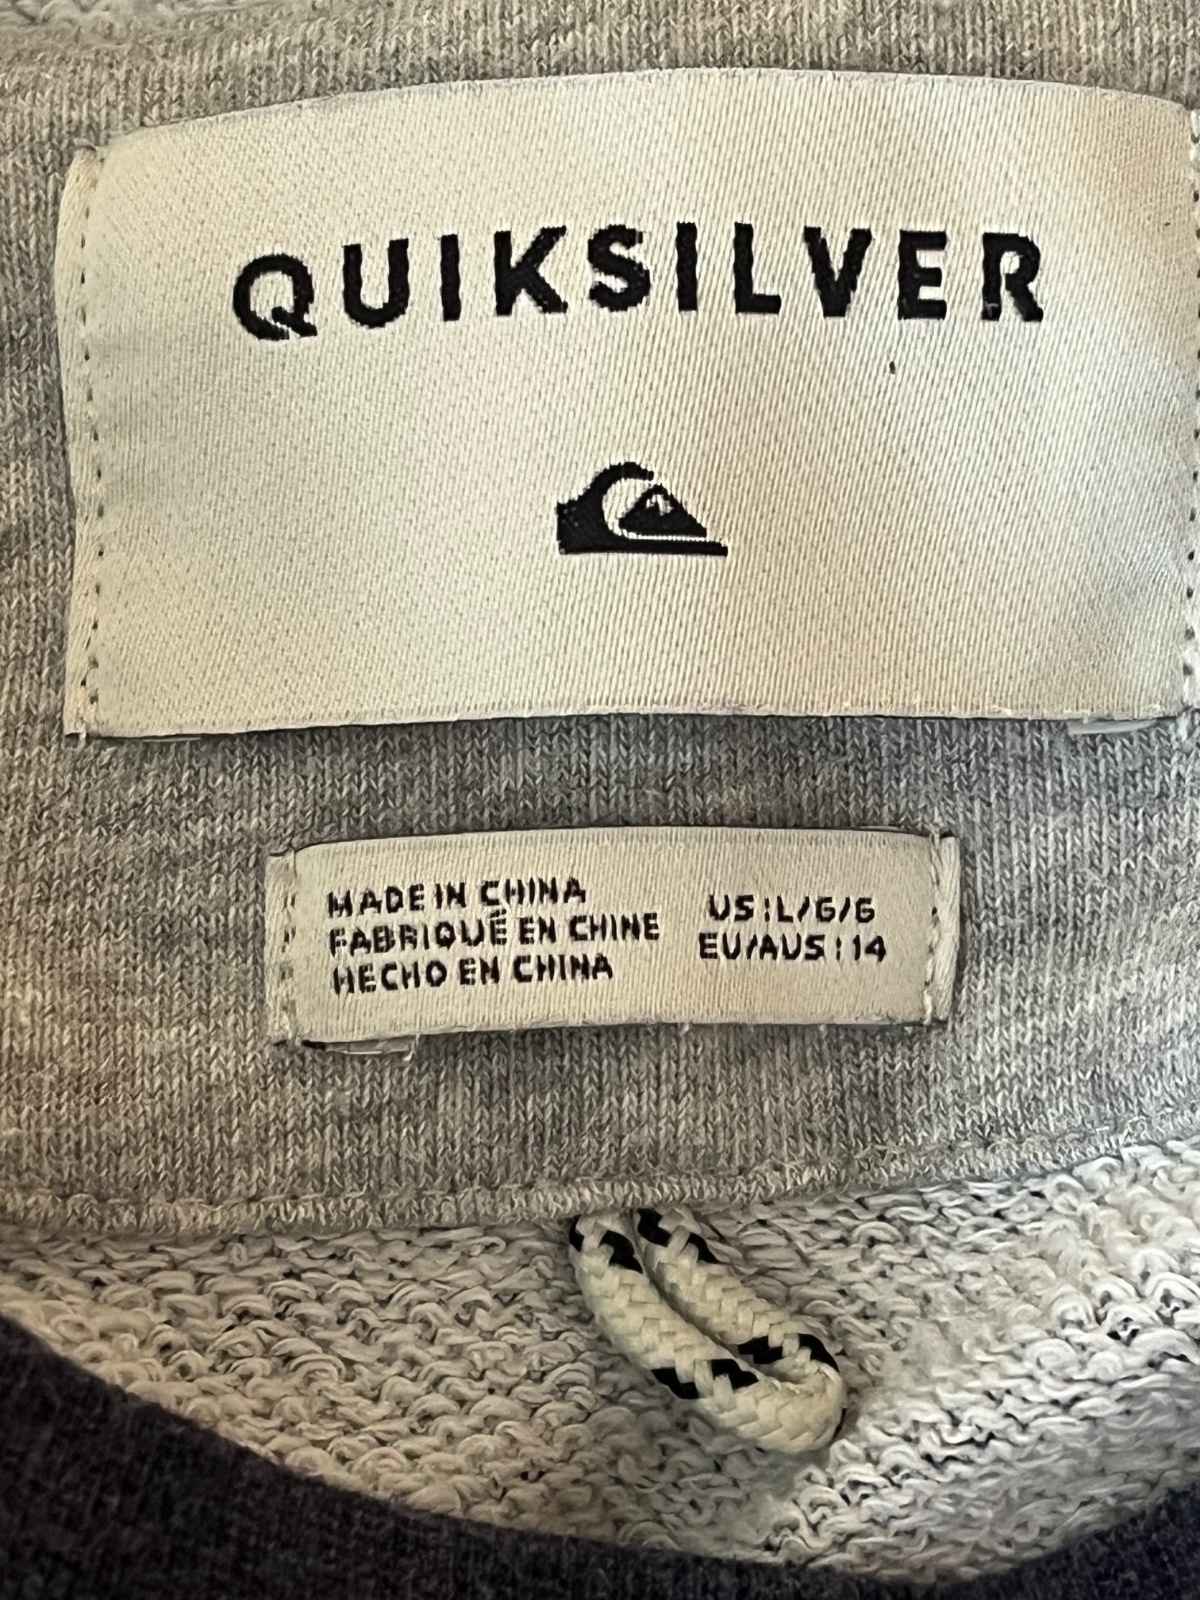 QUIKSILVER
MADE IN CHINA
FABRIQUÉ EN CHINE
HECHO EN CHINA
US:L/G/G
EU/AUS:14